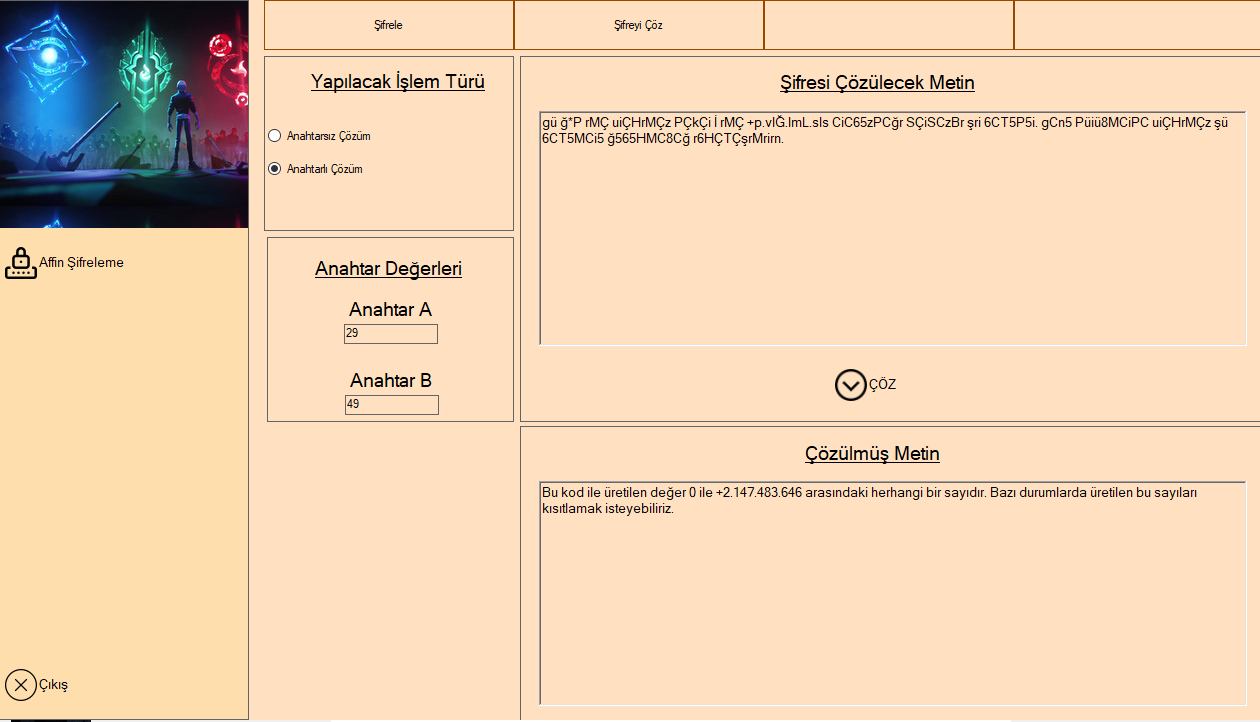 Şifrele
Şifreyi Çöz
Yapılacak İşlem Türü
Anahtarsız Çözüm
Anahtarlı Çözüm
Anahtar Değerleri
Anahtar A
29
Anahtar B
49
Affin Şifreleme
Çıkış
Şifresi Çözülecek Metin
gü ğ*P rMÇ uiÇHrMÇz PÇkÇi İ rMÇ +p.vlĞ.lmL.sls CiC65zPCğr SÇiSCzBr şri 6CT5P5i. gCn5 Püiü8MCiPC uiÇHrMÇz şü
6CT5MCi5 ğ565HMC8Cğ r6HÇTÇşrMrirn.
ÇÖZ
Çözülmüş Metin
Bu kod ile üretilen değer 0 ile +2.147.483.646 arasındaki herhangi bir sayıdır. Bazı durumlarda üretilen bu sayıları
kısıtlamak isteyebiliriz.